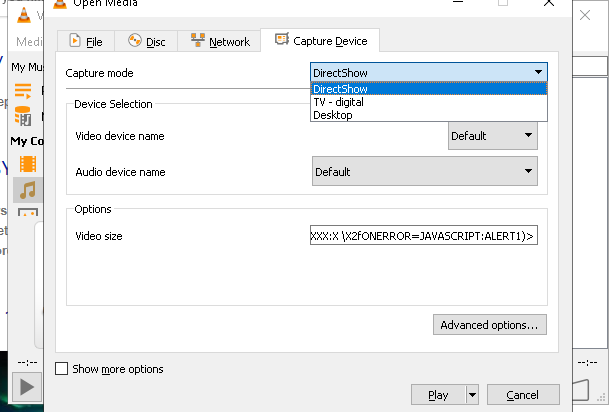 Open Media
V
Medi
My Mu
My Co
File
Disc
Network
Capture Device
Capture mode
DirectShow
DirectShow
TV - digital
Desktop
Device Selection
Video device name
Default
Audio device name
Default
Options
Video size
XXX:X \X2fONERROR=JAVASCRIPT:ALERT1)>
Advanced options...
Show more options
--:--
--:--
Play
Cancel